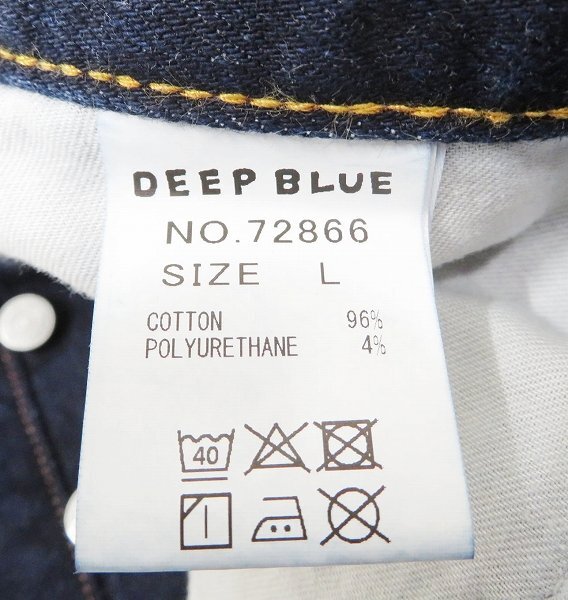 DEEP BLUE
NO.72866
SIZE L
COTTON 96%
POLYURETHANE 4%
40